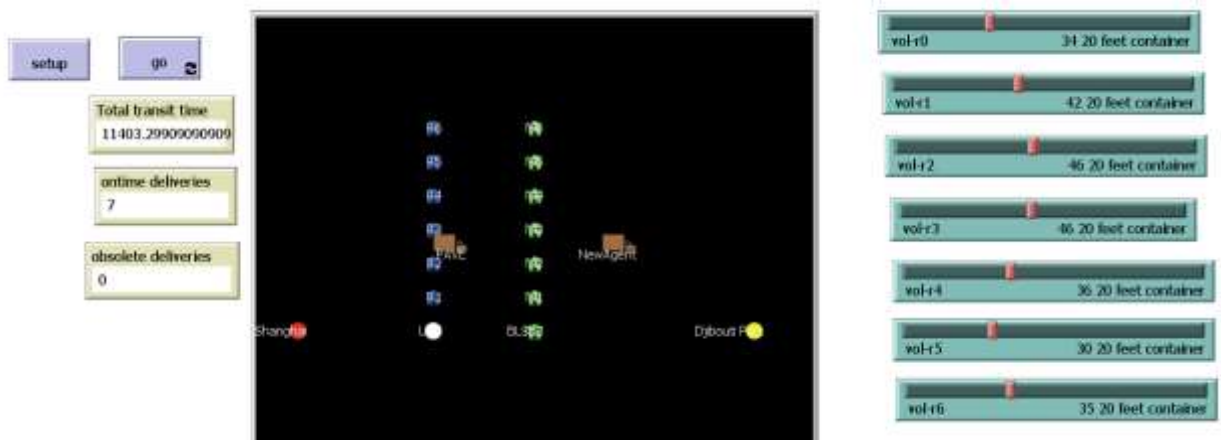 setup
go
Total transit time
11403.29909090909
ontime deliveries
7
obsolete deliveries
0
NewAgent
Shanghai
Djibouti
vol-r0 34 20 feet container
vol-r1 42 20 feet container
vol-r2 46 20 feet container
vol-r3 46 20 feet container
vol-r4 36 20 feet container
vol-r5 30 20 feet container
vol-r6 35 20 feet container